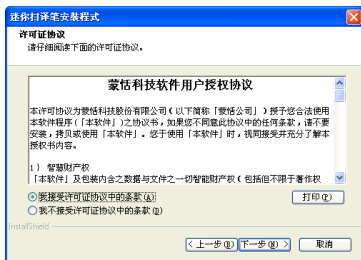 迷你扫译笔安装程式
许可证协议
请仔细阅读下面的许可证协议。
蒙恬科技软件用户授权协议
本许可协议为蒙恬科技股份有限公司(以下简称「蒙恬公司」)授予您合法使用
本软件程序(「本软件」)之协议书,如果您不同意此协议中的任何条款,请不要
安装,拷贝或使用「本软件」。您于使用「本软件」时,视同接受并充分了解本
授权书内容。
1) 智慧财产权
「本软件」及包装内含之数据与文件之一切智能财产权(包括但不限于著作权
我接受许可证协议中的条款(A)
打印(P)
我不接受许可证协议中的条款(D)
InstallShield
< 上一步(B)
下一步(N) >
取消